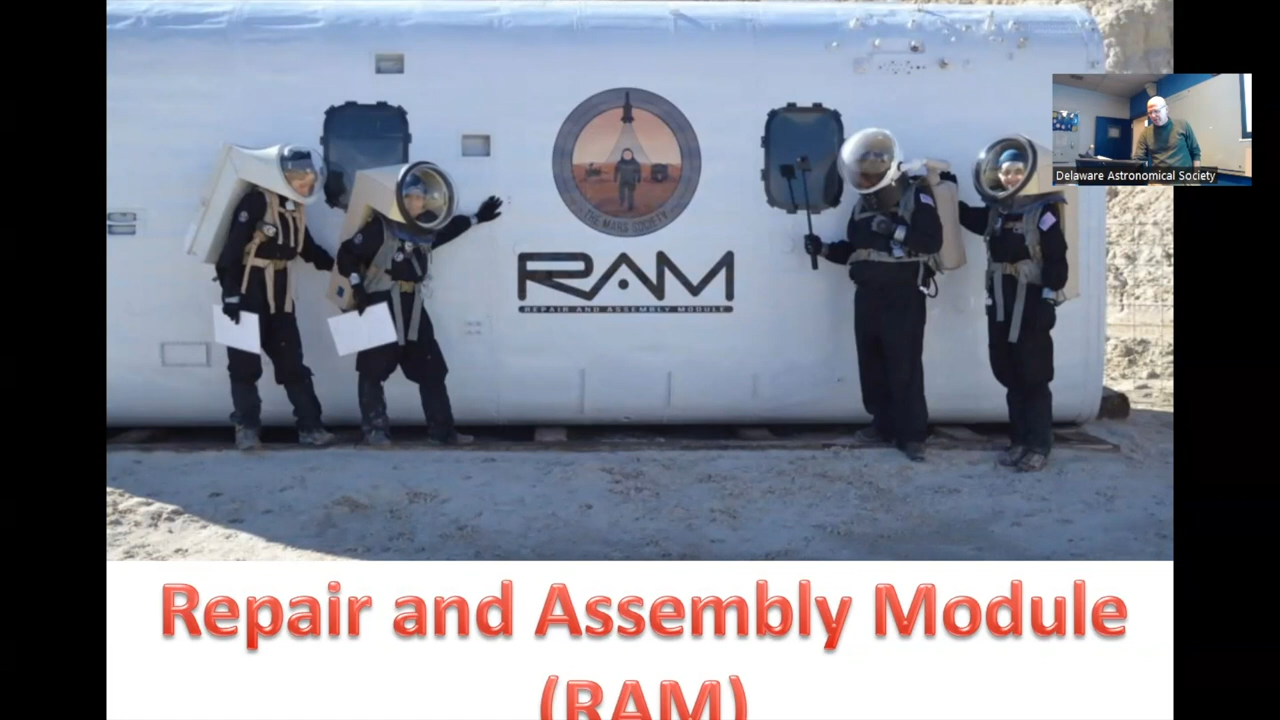 Delaware Astronomical Society
THE MARS SOCIETY
RAM
REPAIR AND ASSEMBLY MODULE
Repair and Assembly Module
(RAM)